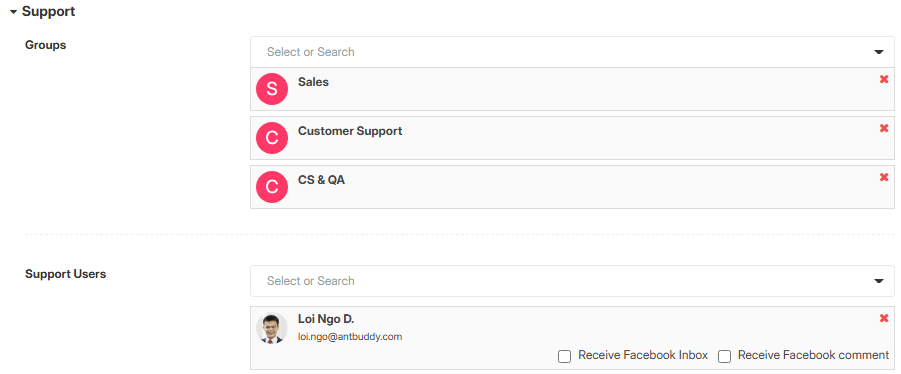 Support
Groups
Select or Search
S
Sales
C
Customer Support
C
CS & QA
Support Users
Select or Search
Loi Ngo D.
loi.ngo@antbuddy.com
Receive Facebook Inbox Receive Facebook comment